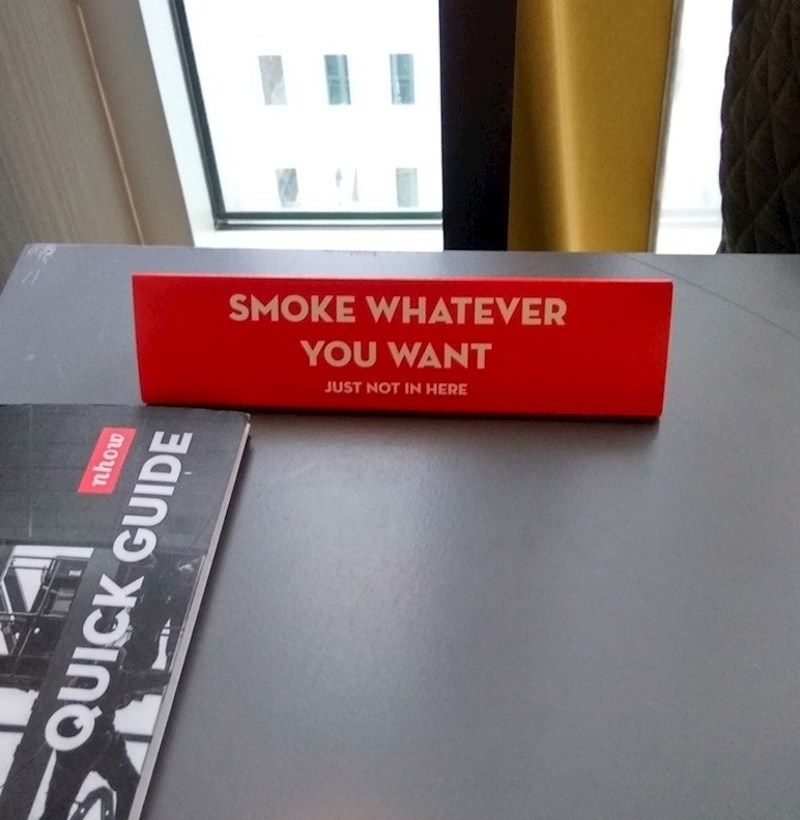 SMOKE WHATEVER
YOU WANT
JUST NOT IN HERE
nhow
QUICK GUIDE